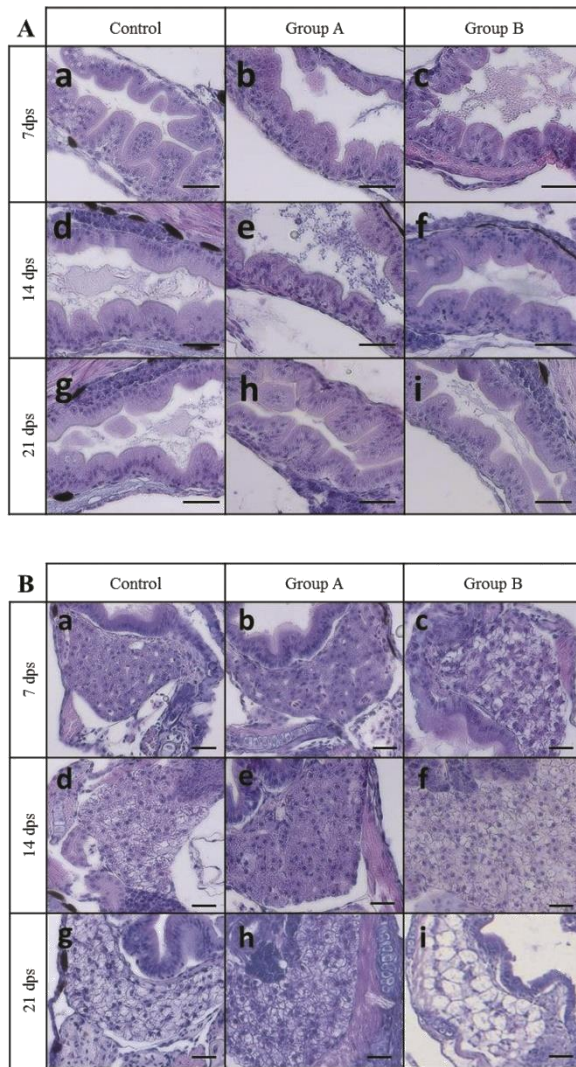 A Control Group A Group B
7dps a b c
14 dps d e f
21 dps g h i
B Control Group A Group B
7 dps a b c
14 dps d e f
21 dps g h i